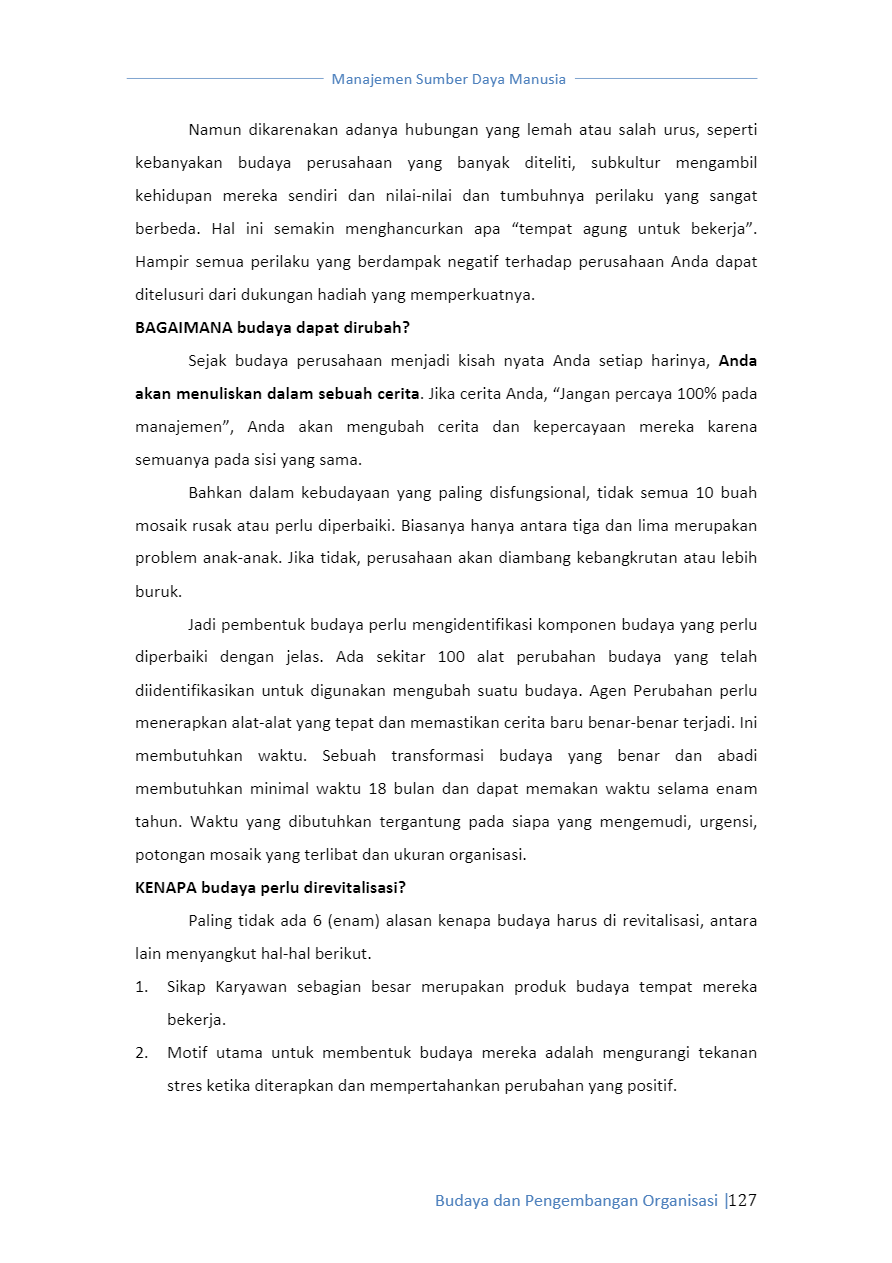 Manajemen Sumber Daya Manusia
Namun dikarenakan adanya hubungan yang lemah atau salah urus, seperti
kebanyakan budaya perusahaan yang banyak diteliti, subkultur mengambil
kehidupan mereka sendiri dan nilai-nilai dan tumbuhnya perilaku yang sangat
berbeda. Hal ini semakin menghancurkan apa “tempat agung untuk bekerja”.
Hampir semua perilaku yang berdampak negatif terhadap perusahaan Anda dapat
ditelusuri dari dukungan hadiah yang memperkuatnya.
BAGAIMANA budaya dapat dirubah?
Sejak budaya perusahaan menjadi kisah nyata Anda setiap harinya, Anda
akan menuliskan dalam sebuah cerita. Jika cerita Anda, “Jangan percaya 100% pada
manajemen”, Anda akan mengubah cerita dan kepercayaan mereka karena
semuanya pada sisi yang sama.
Bahkan dalam kebudayaan yang paling disfungsional, tidak semua 10 buah
mosaik rusak atau perlu diperbaiki. Biasanya hanya antara tiga dan lima merupakan
problem anak-anak. Jika tidak, perusahaan akan diambang kebangkrutan atau lebih
buruk.
Jadi pembentuk budaya perlu mengidentifikasi komponen budaya yang perlu
diperbaiki dengan jelas. Ada sekitar 100 alat perubahan budaya yang telah
diidentifikasikan untuk digunakan mengubah suatu budaya. Agen Perubahan perlu
menerapkan alat-alat yang tepat dan memastikan cerita baru benar-benar terjadi. Ini
membutuhkan waktu. Sebuah transformasi budaya yang benar dan abadi
membutuhkan minimal waktu 18 bulan dan dapat memakan waktu selama enam
tahun. Waktu yang dibutuhkan tergantung pada siapa yang mengemudi, urgensi,
potongan mosaik yang terlibat dan ukuran organisasi.
KENAPA budaya perlu direvitalisasi?
Paling tidak ada 6 (enam) alasan kenapa budaya harus di revitalisasi, antara
lain menyangkut hal-hal berikut.
1. Sikap Karyawan sebagian besar merupakan produk budaya tempat mereka
bekerja.
2. Motif utama untuk membentuk budaya mereka adalah mengurangi tekanan
stres ketika diterapkan dan mempertahankan perubahan yang positif.
Budaya dan Pengembangan Organisasi |127